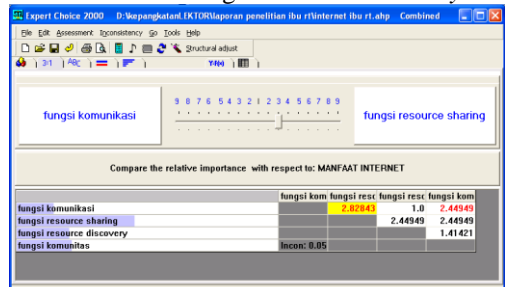 Expert Choice 2000 D:\kepangkatanLEKTOR\laporan penelitian ibu rt\internet ibu rt.ahp Combined
File Edit Assessment Inconsistency Go Tools Help
Structural adjust
3:1 ABC
fungsi komunikasi
9 8 7 6 5 4 3 2 1 2 3 4 5 6 7 8 9
fungsi resource sharing
Compare the relative importance with respect to: MANFAAT INTERNET
fungsi kom fungsi resc fungsi resc fungsi kom
fungsi komunikasi 2.82843 1.0 2.44949
fungsi resource sharing 2.44949 2.44949
fungsi resource discovery 1.41421
fungsi komunitas Incon: 0.05